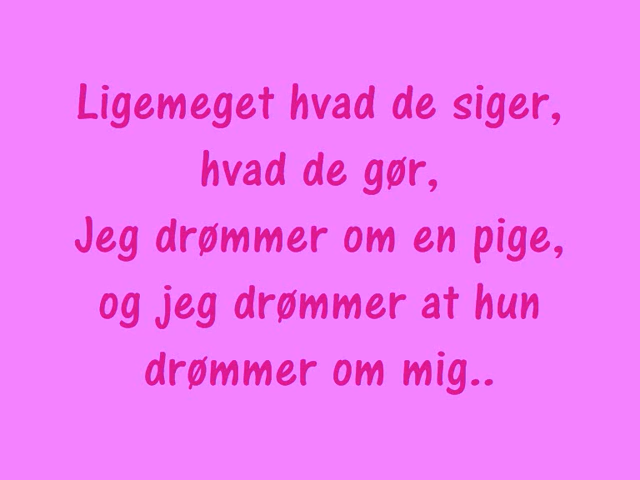 Ligemeget hvad de siger,
hvad de gør,
Jeg drømmer om en pige,
og jeg drømmer at hun
drømmer om mig..